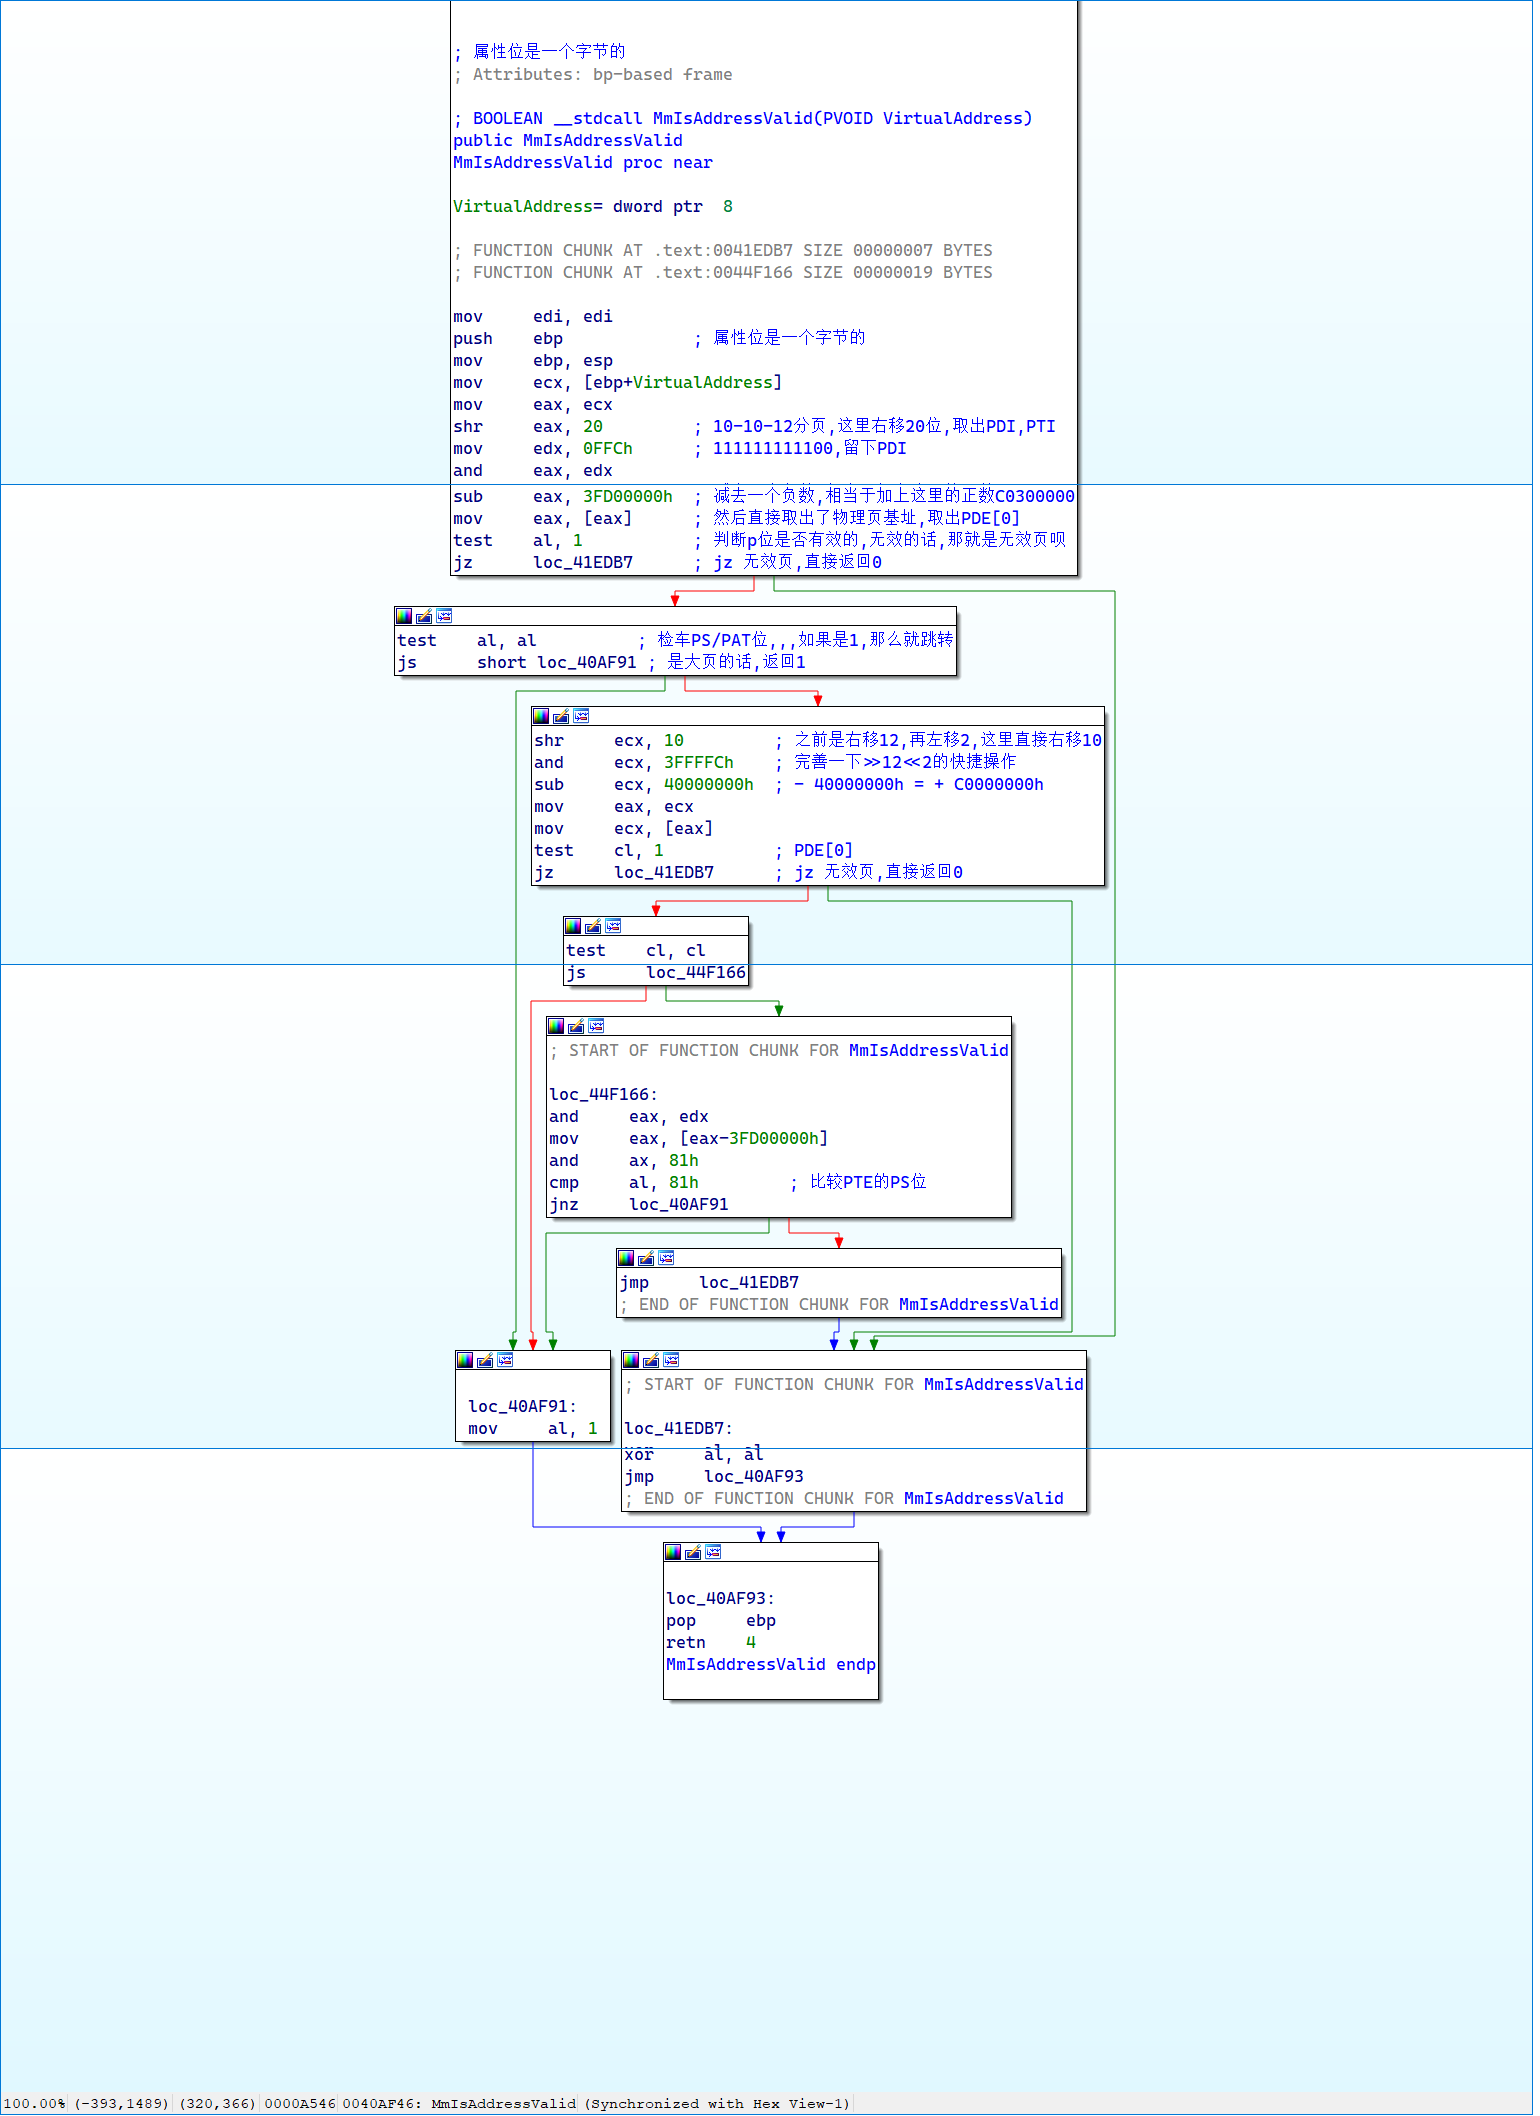 ; 属性位是一个字节的
; Attributes: bp-based frame
; BOOLEAN __stdcall MmIsAddressValid(PVOID VirtualAddress)
public MmIsAddressValid
MmIsAddressValid proc near
VirtualAddress= dword ptr  8
; FUNCTION CHUNK AT .text:0041EDB7 SIZE 00000007 BYTES
; FUNCTION CHUNK AT .text:0044F166 SIZE 00000019 BYTES
mov     edi, edi
push    ebp             ; 属性位是一个字节的
mov     ebp, esp
mov     ecx, [ebp+VirtualAddress]
mov     eax, ecx
shr     eax, 20         ; 10-10-12分页,这里右移20位,取出PDI,PTI
mov     edx, 0FFCh      ; 111111111100,留下PDI
and     eax, edx
sub     eax, 3FD00000h  ; 减去一个负数,相当于加上这里的正数C0300000
mov     eax, [eax]      ; 然后直接取出了物理页基址,取出PDE[0]
test    al, 1           ; 判断p位是否有效的,无效的话,那就是无效页呗
jz      loc_41EDB7      ; jz 无效页,直接返回0
test    al, al          ; 检车PS/PAT位,,,如果是1,那么就跳转
js      short loc_40AF91 ; 是大页的话,返回1
shr     ecx, 10         ; 之前是右移12,再左移2,这里直接右移10
and     ecx, 3FFFFCh    ; 完善一下>>12<<2的快捷操作
sub     ecx, 40000000h  ; - 40000000h = + C0000000h
mov     eax, ecx
mov     ecx, [eax]
test    cl, 1           ; PDE[0]
jz      loc_41EDB7      ; jz 无效页,直接返回0
test    cl, cl
js      loc_44F166
; START OF FUNCTION CHUNK FOR MmIsAddressValid
loc_44F166:
and     eax, edx
mov     eax, [eax-3FD00000h]
and     ax, 81h
cmp     al, 81h         ; 比较PTE的PS位
jnz     loc_40AF91
jmp     loc_41EDB7
; END OF FUNCTION CHUNK FOR MmIsAddressValid
loc_40AF91:
mov     al, 1
; START OF FUNCTION CHUNK FOR MmIsAddressValid
loc_41EDB7:
xor     al, al
jmp     loc_40AF93
; END OF FUNCTION CHUNK FOR MmIsAddressValid
loc_40AF93:
pop     ebp
retn    4
MmIsAddressValid endp
100.00% (-393,1489) (320,366) 0000A546 0040AF46: MmIsAddressValid (Synchronized with Hex View-1)